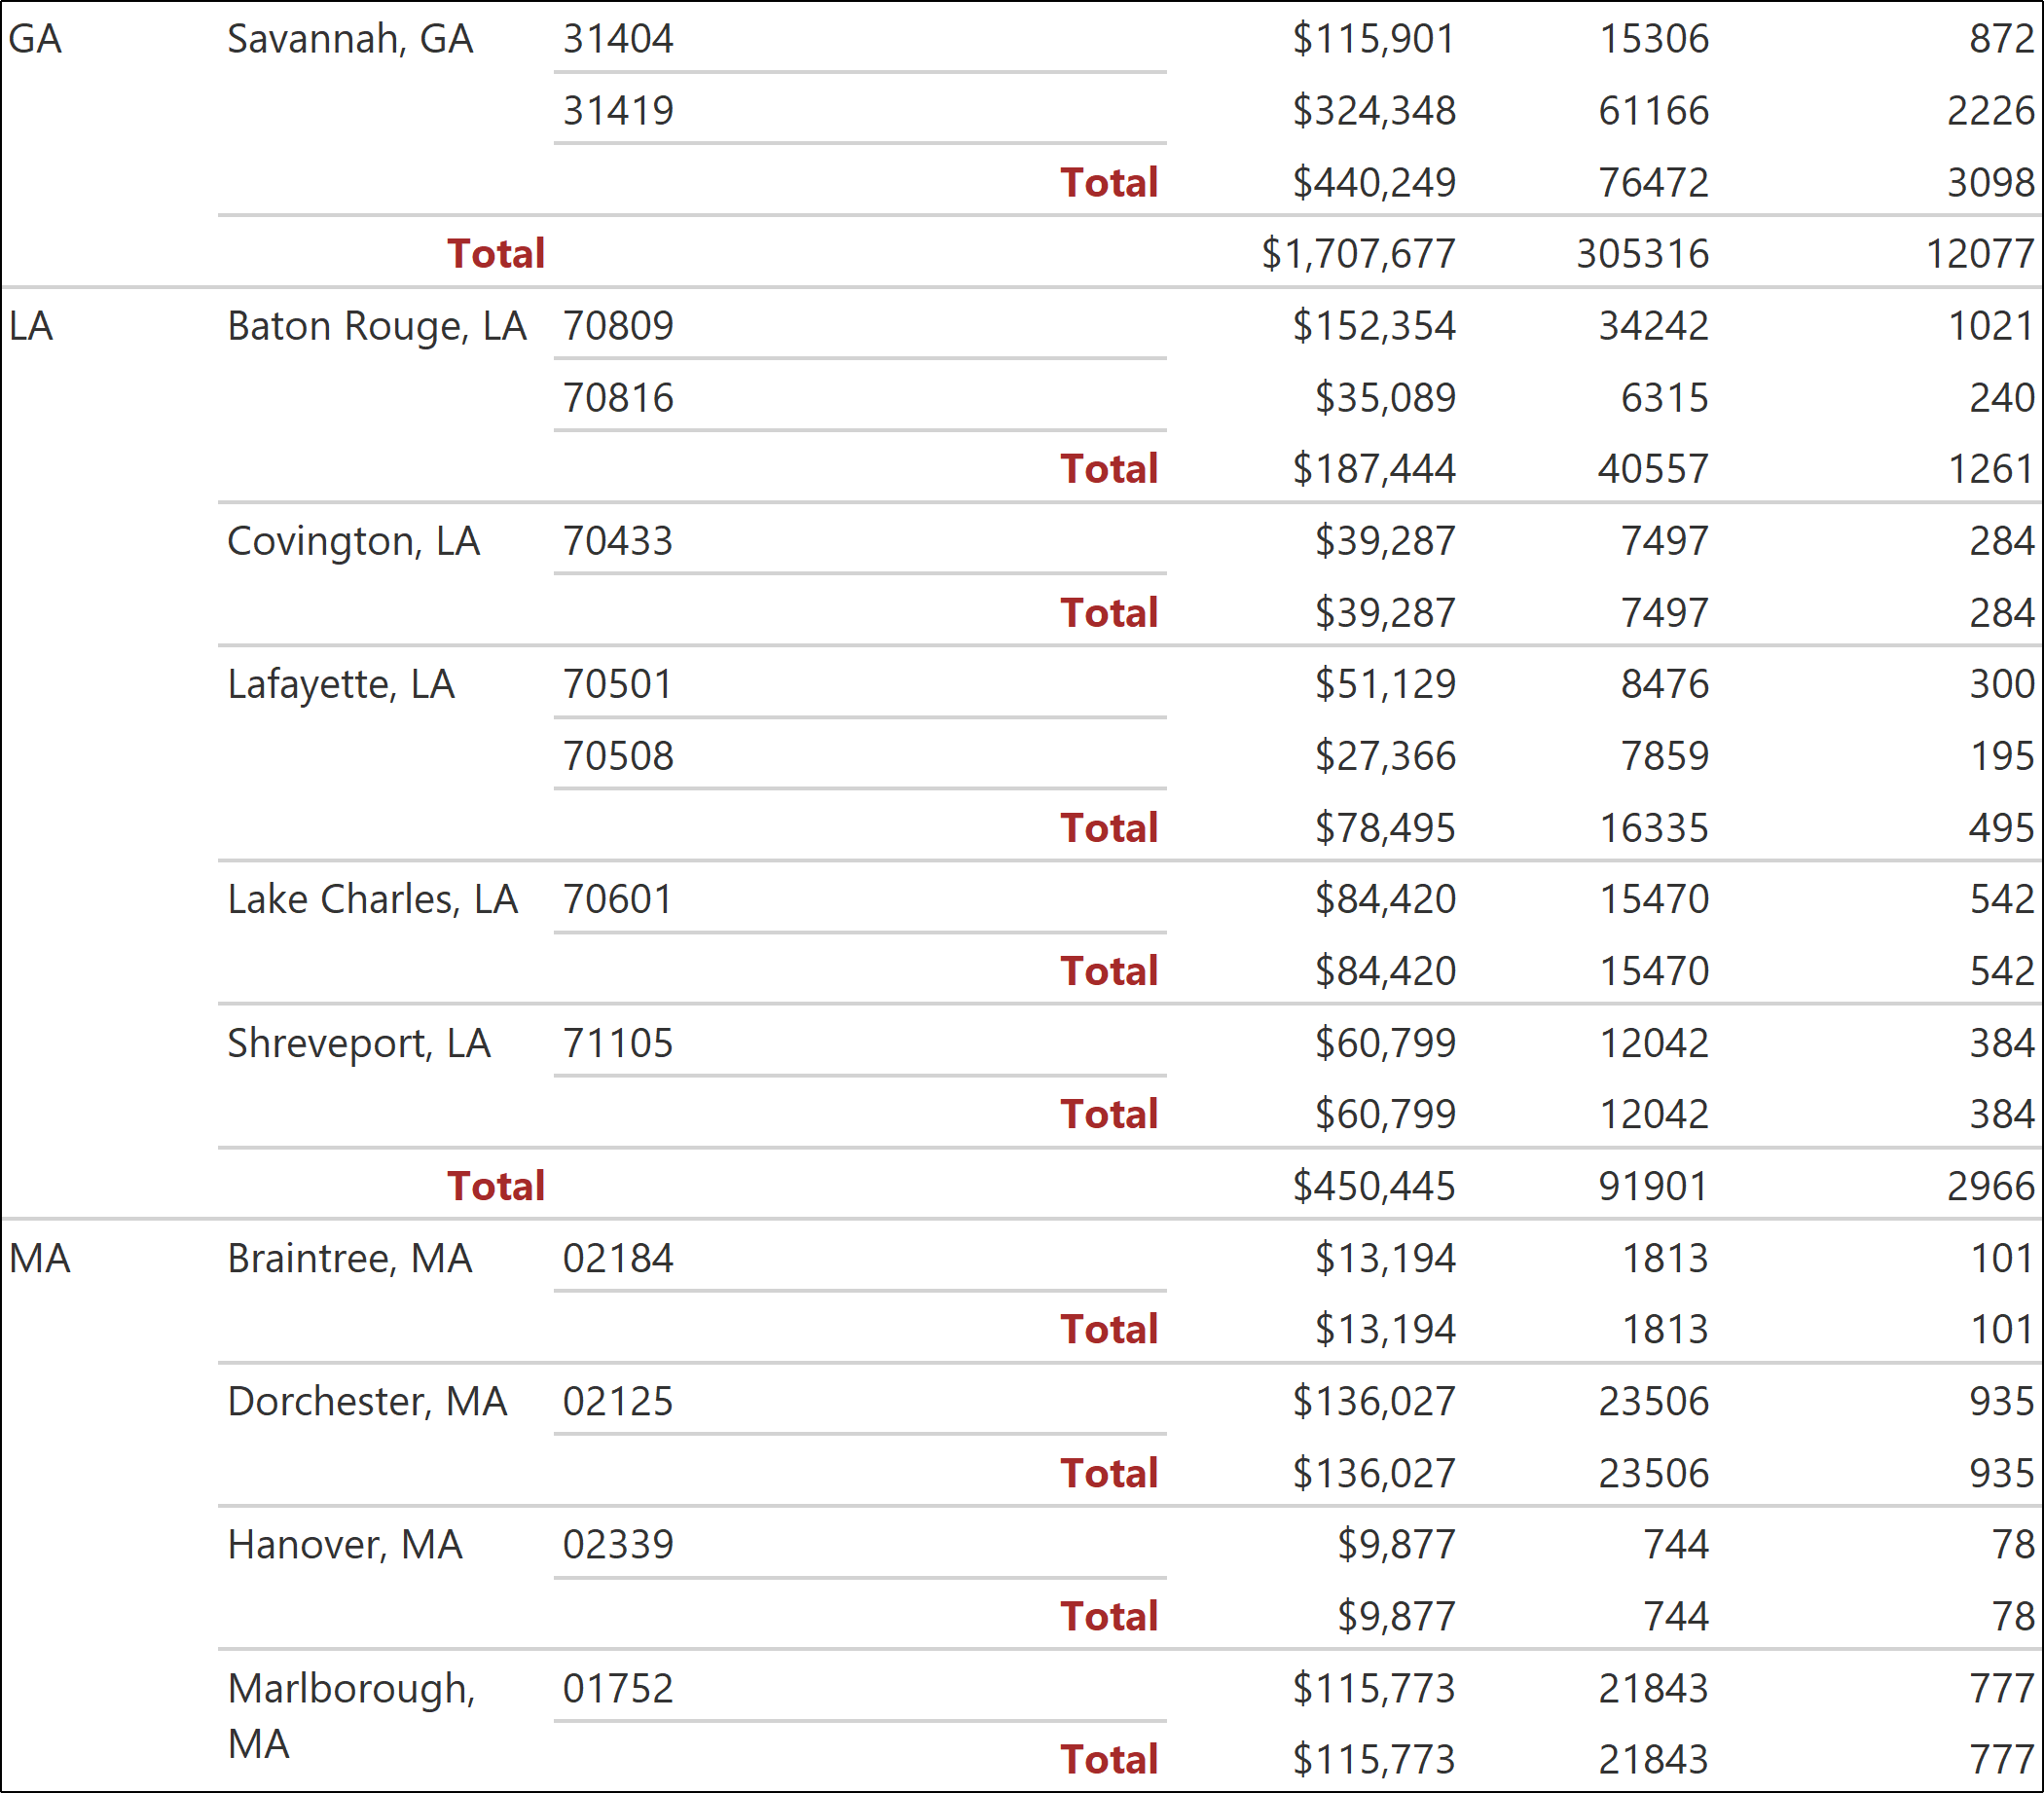 GA Savannah, GA 31404 $115,901 15306 872
31419 $324,348 61166 2226
Total $440,249 76472 3098
Total $1,707,677 305316 12077
LA Baton Rouge, LA 70809 $152,354 34242 1021
70816 $35,089 6315 240
Total $187,444 40557 1261
Covington, LA 70433 $39,287 7497 284
Total $39,287 7497 284
Lafayette, LA 70501 $51,129 8476 300
70508 $27,366 7859 195
Total $78,495 16335 495
Lake Charles, LA 70601 $84,420 15470 542
Total $84,420 15470 542
Shreveport, LA 71105 $60,799 12042 384
Total $60,799 12042 384
Total $450,445 91901 2966
MA Braintree, MA 02184 $13,194 1813 101
Total $13,194 1813 101
Dorchester, MA 02125 $136,027 23506 935
Total $136,027 23506 935
Hanover, MA 02339 $9,877 744 78
Total $9,877 744 78
Marlborough, 01752 $115,773 21843 777
MA
Total $115,773 21843 777